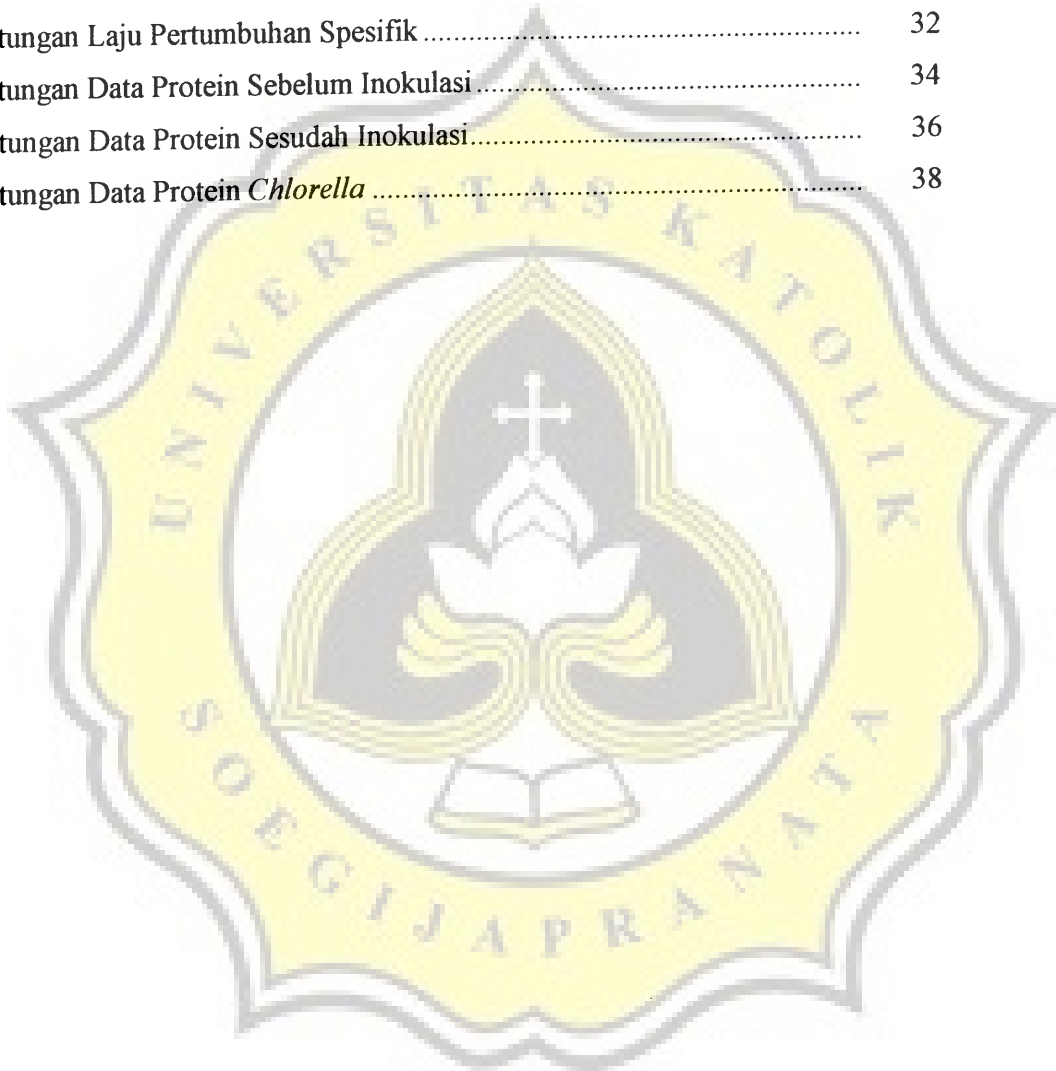 tungan Laju Pertumbuhan Spesifik ........................................................ 32
tungan Data Protein Sebelum Inokulasi ................................................. 34
tungan Data Protein Sesudah Inokulasi .................................................. 36
tungan Data Protein Chlorella ............................................................... 38
UNIVERSITAS KATOLIK
SOEGIJAPRANATA